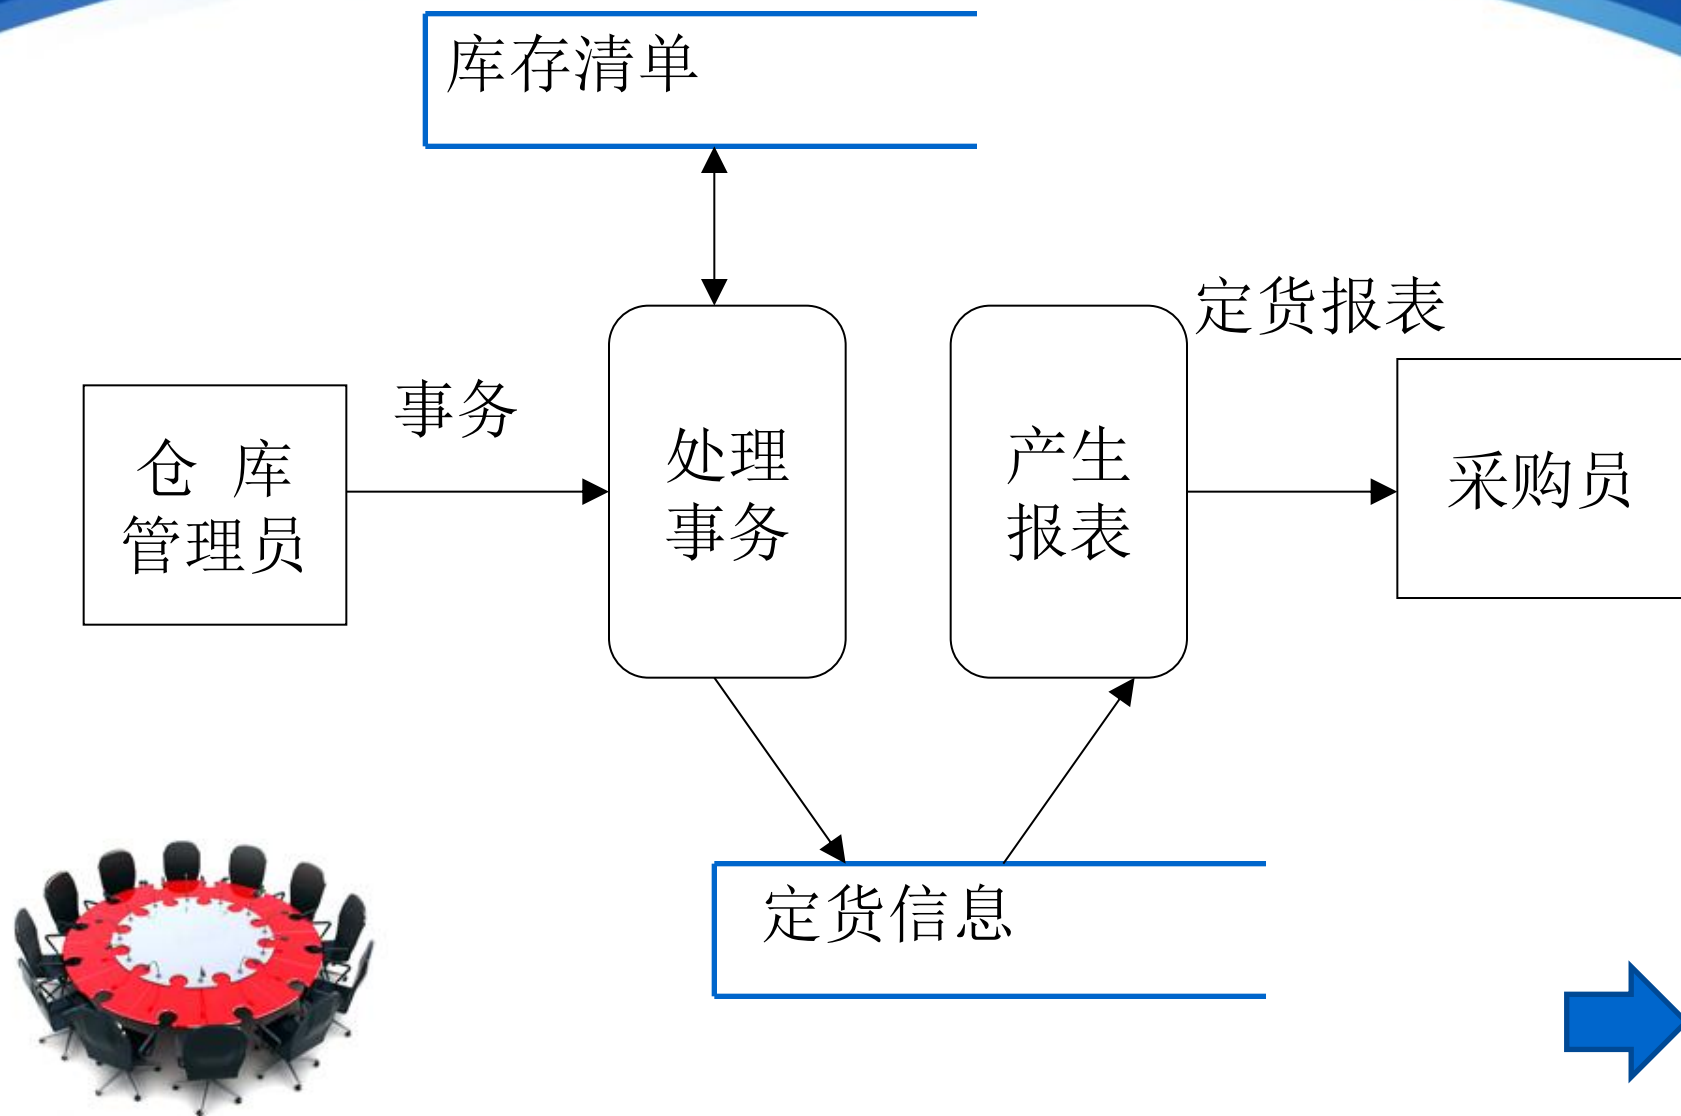 库存清单
定货报表
事务
仓 库
管理员
处理
事务
产生
报表
采购员
定货信息